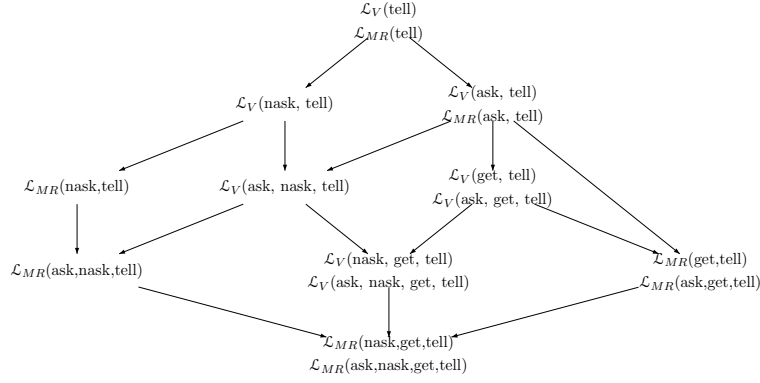 ℒ_V(tell)
ℒ_MR(tell)
ℒ_V(nask, tell)
ℒ_V(ask, tell)
ℒ_MR(ask, tell)
ℒ_MR(nask,tell)
ℒ_V(ask, nask, tell)
ℒ_V(get, tell)
ℒ_V(ask, get, tell)
ℒ_MR(ask,nask,tell)
ℒ_V(nask, get, tell)
ℒ_V(ask, nask, get, tell)
ℒ_MR(get,tell)
ℒ_MR(ask,get,tell)
ℒ_MR(nask,get,tell)
ℒ_MR(ask,nask,get,tell)